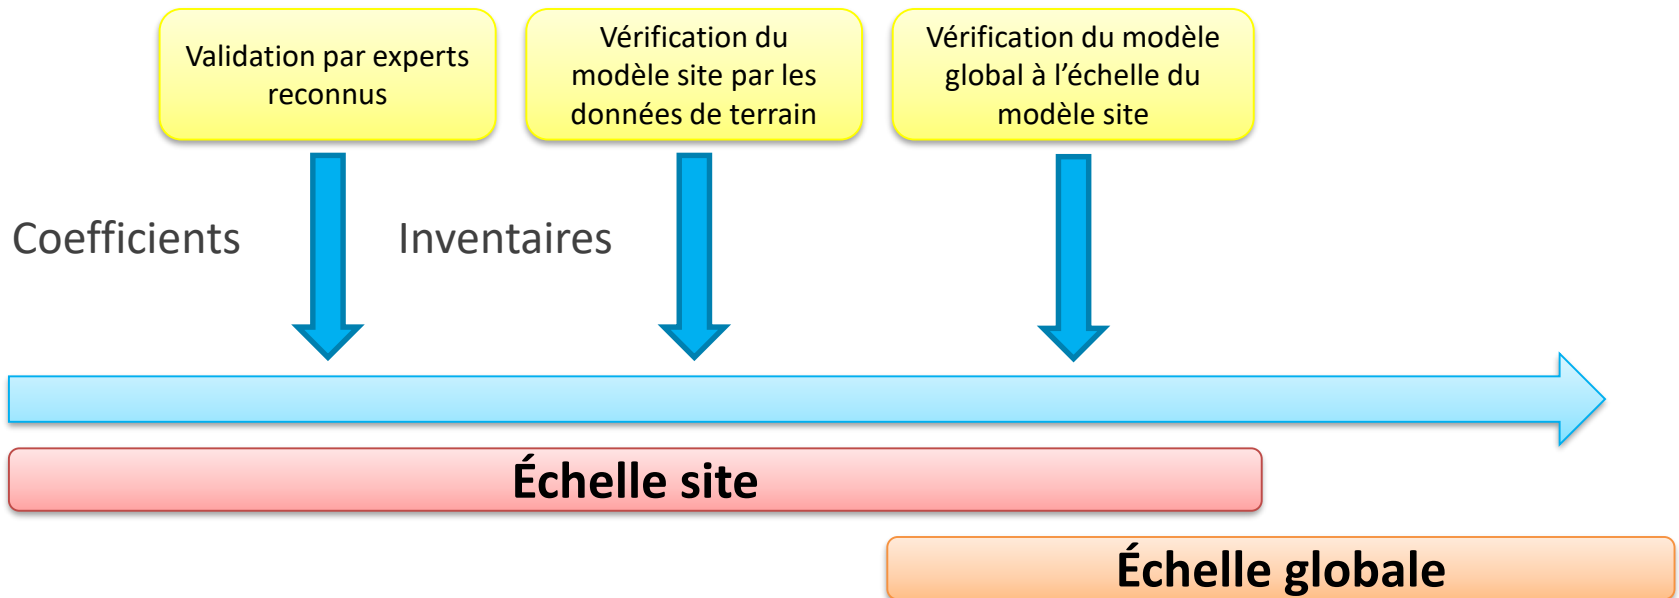 Validation par experts
reconnus
Vérification du
modèle site par les
données de terrain
Vérification du modèle
global à l’échelle du
modèle site
Coefficients
Inventaires
Échelle site
Échelle globale